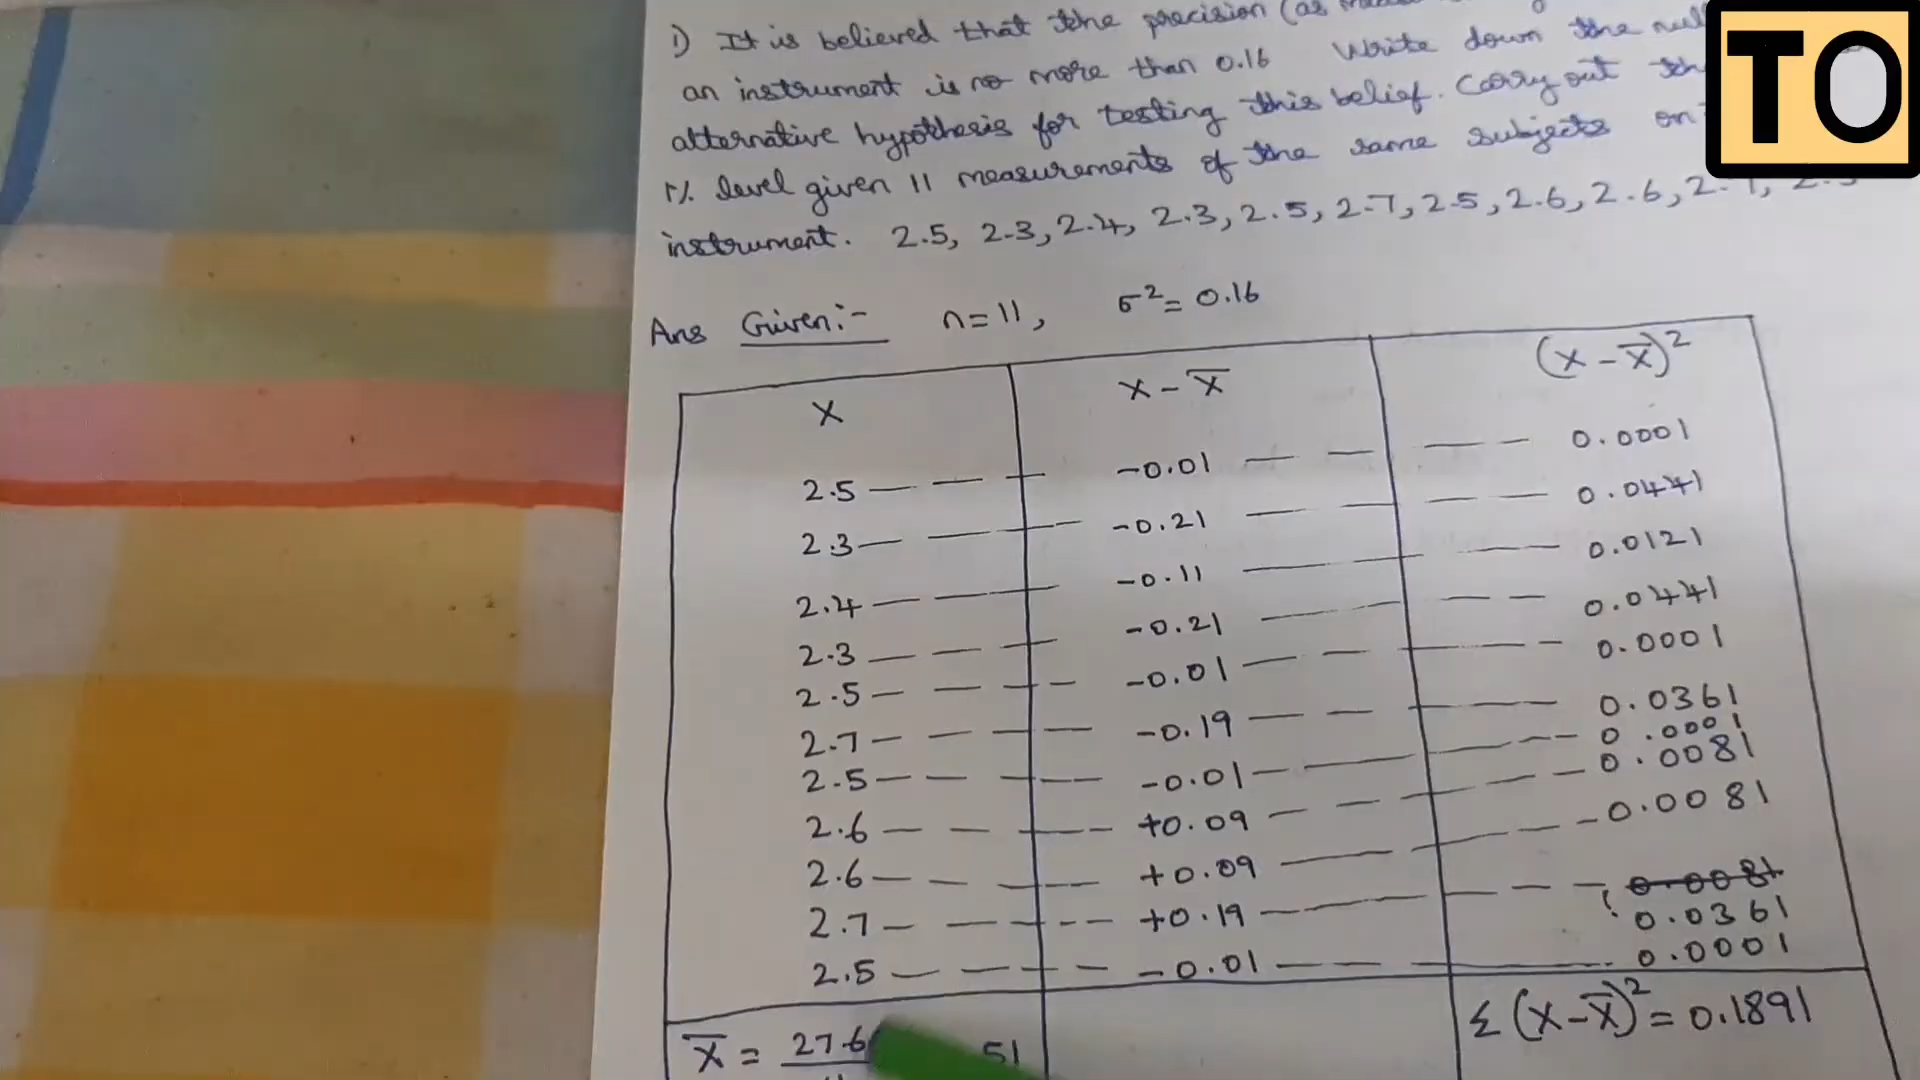 TO
1) It is believed that the precision (as
an instrument is no more than 0.16 Write down the
alternative hypothesis for testing this belief. Carry out
1% level given 11 measurements of the same subjects on
instrument. 2.5, 2.3, 2.4, 2.3, 2.5, 2.7, 2.5, 2.6, 2.6,
Ans Given:- n=11, σ²= 0.16
X X - X̅ (X - X̅)²
2.5 -0.01 0.0001
2.3 -0.21 0.0441
2.4 -0.11 0.0121
2.3 -0.21 0.0441
2.5 -0.01 0.0001
2.7 -0.19 0.0361
2.5 -0.01 0.0001
2.6 +0.09 0.0081
2.6 +0.09 0.0081
0.0081
2.7 +0.19 0.0361
2.5 -0.01 0.0001
X̅ = 27.6 51 Σ (X-X̅)² = 0.1891